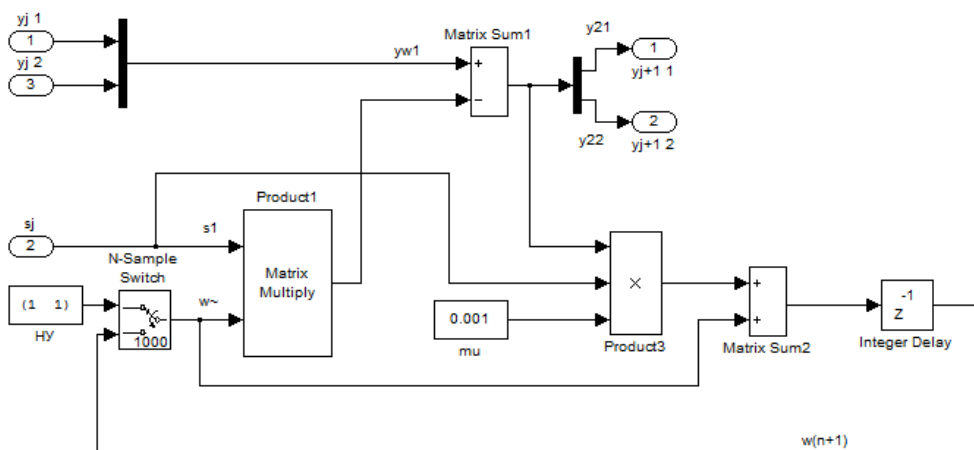 yj 1
1
yj 2
3
yw1
Matrix Sum1
+
−
y21
1
yj+1 1
y22
2
yj+1 2
sj
2
s1
Product1
Matrix
Multiply
N-Sample
Switch
1000
(1 1)
НУ
w~
0.001
mu
×
Product3
+
+
Matrix Sum2
-1
Z
Integer Delay
w(n+1)